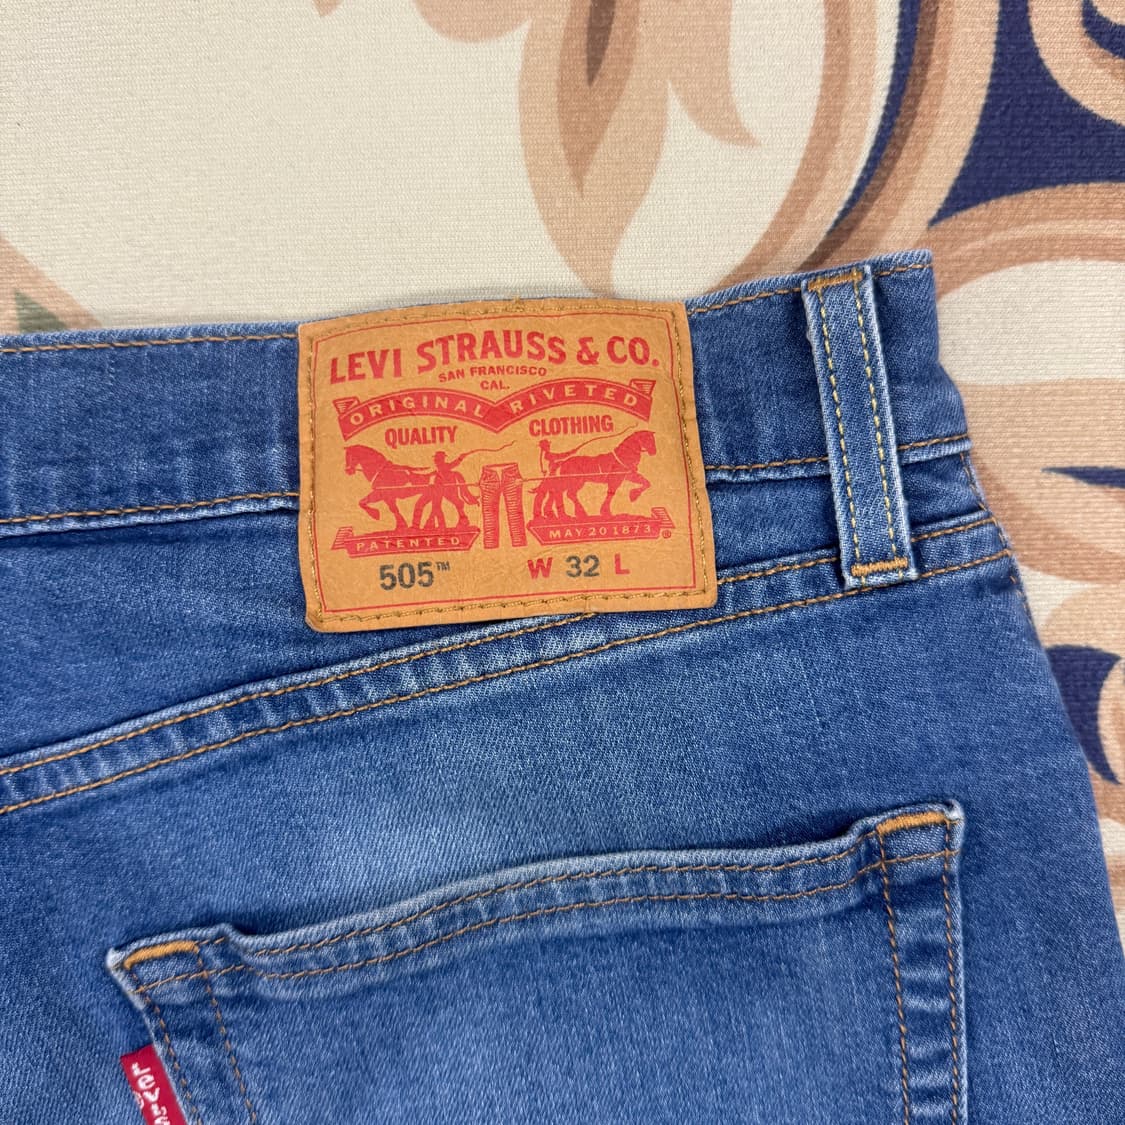 LEVI STRAUSS & CO.
SAN FRANCISCO
CAL.
ORIGINAL RIVETED
QUALITY CLOTHING
PATENTED MAY 20 1873 ®
505™ W 32 L
Levi's